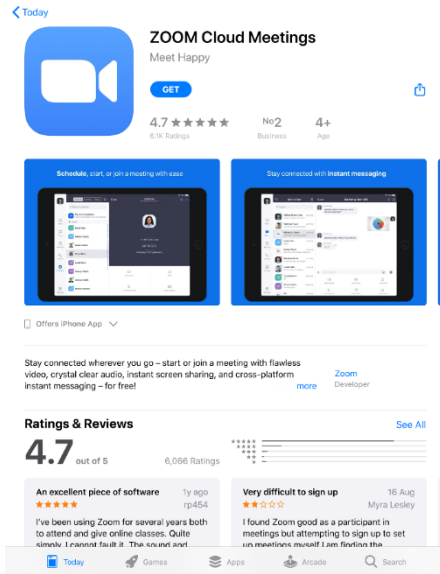 Today
ZOOM Cloud Meetings
Meet Happy
GET
4.7 ★★★★★
No2
4+
6.1K Ratings
Business
Age
Schedule, start, or join a meeting with ease
Stay connected with instant messaging
Offers iPhone App
Stay connected wherever you go – start or join a meeting with flawless
video, crystal clear audio, instant screen sharing, and cross-platform
instant messaging – for free!
more
Zoom
Developer
Ratings & Reviews
See All
4.7 out of 5
6,066 Ratings
An excellent piece of software
1y ago
rp454
I've been using Zoom for several years both
to attend and give online classes. Quite
simply, I cannot fault it. The sound and
Very difficult to sign up
16 Aug
Myra Lesley
I found Zoom good as a participant in
meetings but attempting to sign up to set
up meetings myself I am finding the
Today
Games
Apps
Arcade
Search